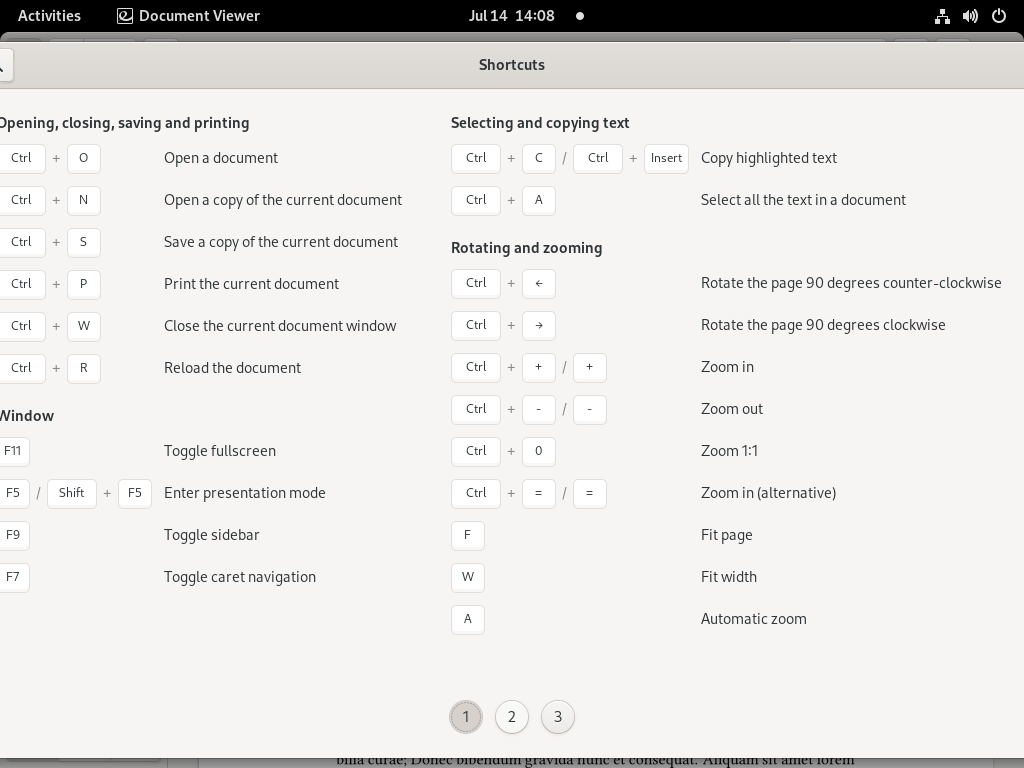 Activities
Document Viewer
Jul 14 14:08
Shortcuts
Opening, closing, saving and printing
Ctrl + O Open a document
Ctrl + N Open a copy of the current document
Ctrl + S Save a copy of the current document
Ctrl + P Print the current document
Ctrl + W Close the current document window
Ctrl + R Reload the document
Window
F11 Toggle fullscreen
F5 / Shift + F5 Enter presentation mode
F9 Toggle sidebar
F7 Toggle caret navigation
Selecting and copying text
Ctrl + C / Ctrl + Insert Copy highlighted text
Ctrl + A Select all the text in a document
Rotating and zooming
Ctrl + ← Rotate the page 90 degrees counter-clockwise
Ctrl + → Rotate the page 90 degrees clockwise
Ctrl + + / + Zoom in
Ctrl + - / - Zoom out
Ctrl + 0 Zoom 1:1
Ctrl + = / = Zoom in (alternative)
F Fit page
W Fit width
A Automatic zoom
1 2 3
curae; Donec bibendum gravida nunc et consequat. Aliquam sit amet lorem